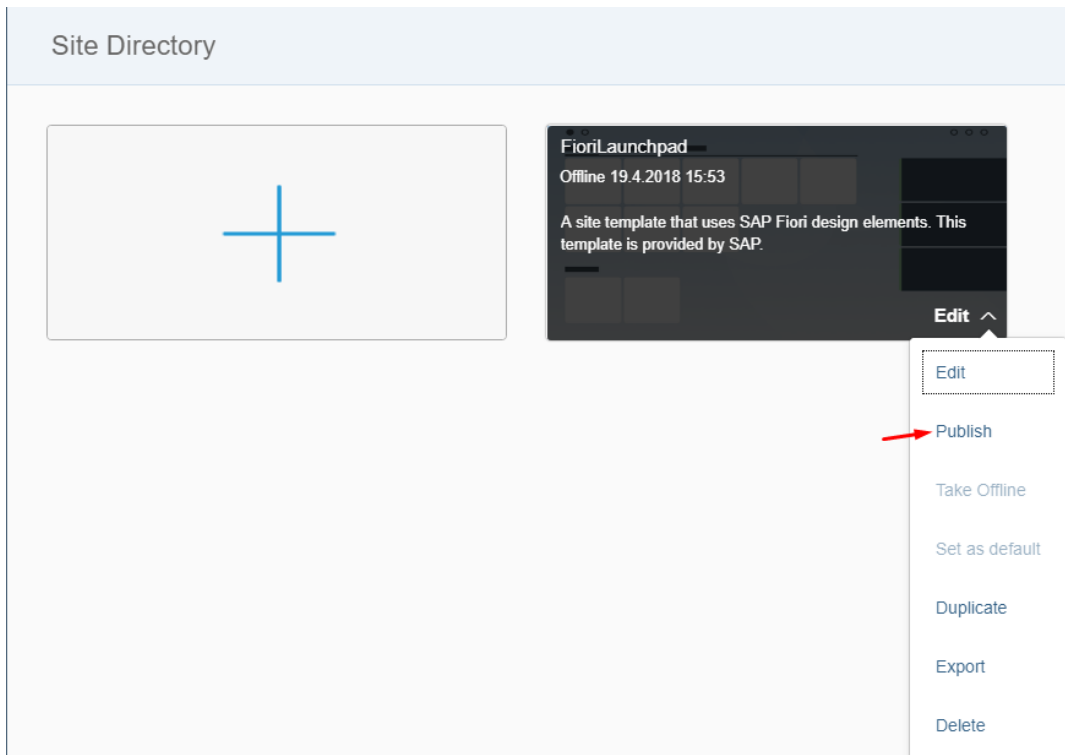 Site Directory
FioriLaunchpad
Offline 19.4.2018 15:53
A site template that uses SAP Fiori design elements. This
template is provided by SAP.
Edit
Edit
Publish
Take Offline
Set as default
Duplicate
Export
Delete